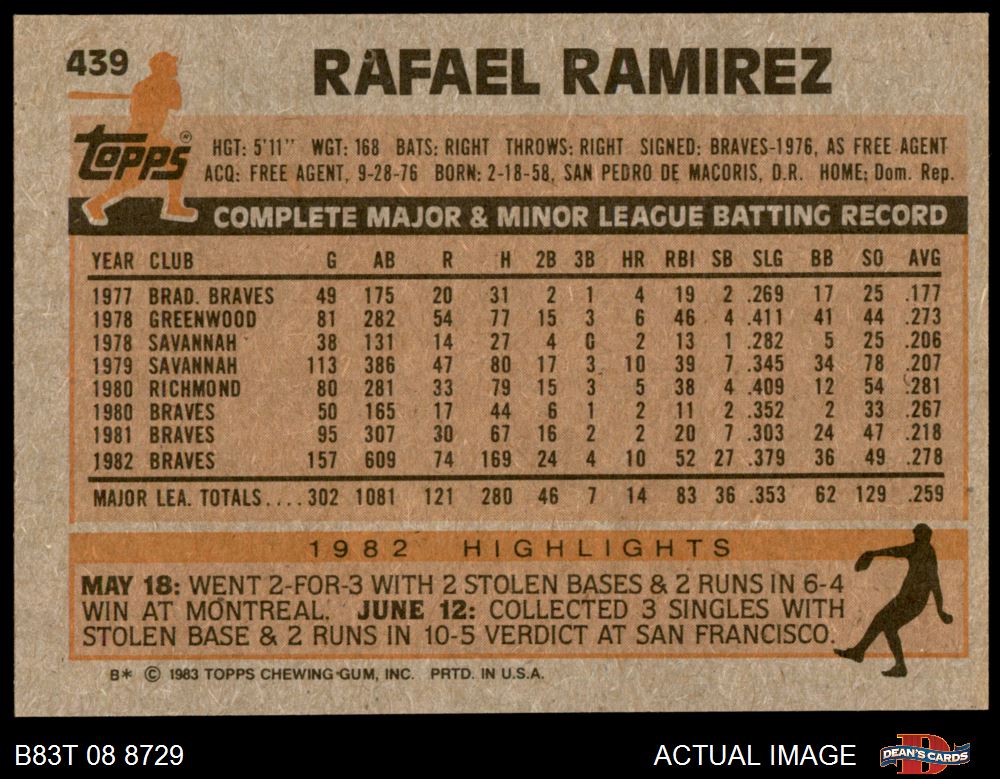 439
RAFAEL RAMIREZ
Topps ®
HGT: 5'11" WGT: 168 BATS: RIGHT THROWS: RIGHT SIGNED: BRAVES-1976, AS FREE AGENT
ACQ: FREE AGENT, 9-28-76 BORN: 2-18-58, SAN PEDRO DE MACORIS, D.R. HOME: Dom. Rep.
COMPLETE MAJOR & MINOR LEAGUE BATTING RECORD
YEAR CLUB G AB R H 2B 3B HR RBI SB SLG BB SO AVG
1977 BRAD. BRAVES 49 175 20 31 2 1 4 19 2 .269 17 25 .177
1978 GREENWOOD 81 282 54 77 15 3 6 46 4 .411 41 44 .273
1978 SAVANNAH 38 131 14 27 4 0 2 13 1 .282 5 25 .206
1979 SAVANNAH 113 386 47 80 17 3 10 39 7 .345 34 78 .207
1980 RICHMOND 80 281 33 79 15 3 5 38 4 .409 12 54 .281
1980 BRAVES 50 165 17 44 6 1 2 11 2 .352 2 33 .267
1981 BRAVES 95 307 30 67 16 2 2 20 7 .303 24 47 .218
1982 BRAVES 157 609 74 169 24 4 10 52 27 .379 36 49 .278
MAJOR LEA. TOTALS.... 302 1081 121 280 46 7 14 83 36 .353 62 129 .259
1982 HIGHLIGHTS
MAY 18: WENT 2-FOR-3 WITH 2 STOLEN BASES & 2 RUNS IN 6-4
WIN AT MONTREAL. JUNE 12: COLLECTED 3 SINGLES WITH
STOLEN BASE & 2 RUNS IN 10-5 VERDICT AT SAN FRANCISCO.
B* © 1983 TOPPS CHEWING GUM, INC. PRTD. IN U.S.A.
B83T 08 8729
ACTUAL IMAGE
D
DEAN'S CARDS